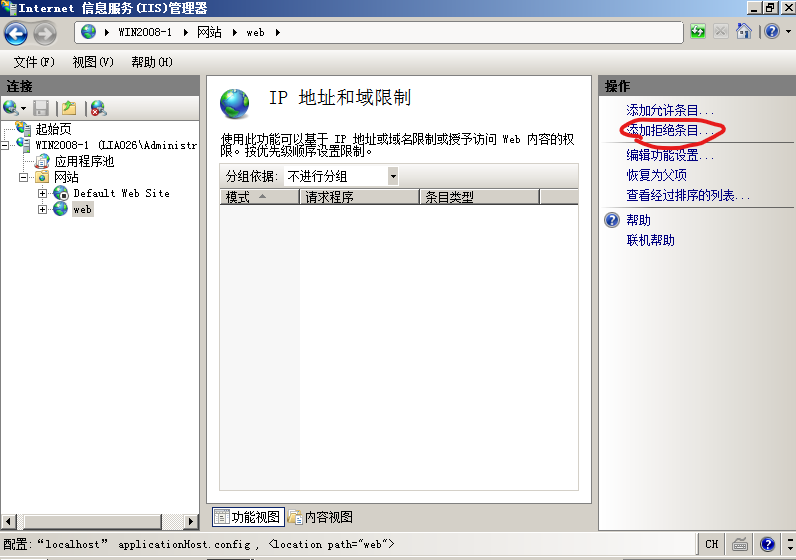 Internet 信息服务(IIS)管理器
WIN2008-1 网站 web
文件(F) 视图(V) 帮助(H)
连接
起始页
WIN2008-1 (LIA026\Administr
应用程序池
网站
Default Web Site
web
IP 地址和域限制
使用此功能可以基于 IP 地址或域名限制或授予访问 Web 内容的权
限。按优先级顺序设置限制。
分组依据: 不进行分组
模式 请求程序 条目类型
功能视图 内容视图
操作
添加允许条目...
添加拒绝条目...
编辑功能设置...
恢复为父项
查看经过排序的列表...
帮助
联机帮助
配置:“localhost” applicationHost.config , <location path="web">
CH